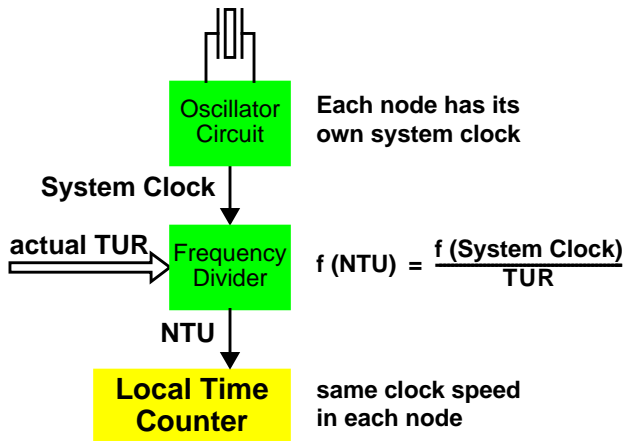 Oscillator
Circuit
Each node has its
own system clock
System Clock
actual TUR
Frequency
Divider
f (NTU) = f (System Clock)
TUR
NTU
Local Time
Counter
same clock speed
in each node